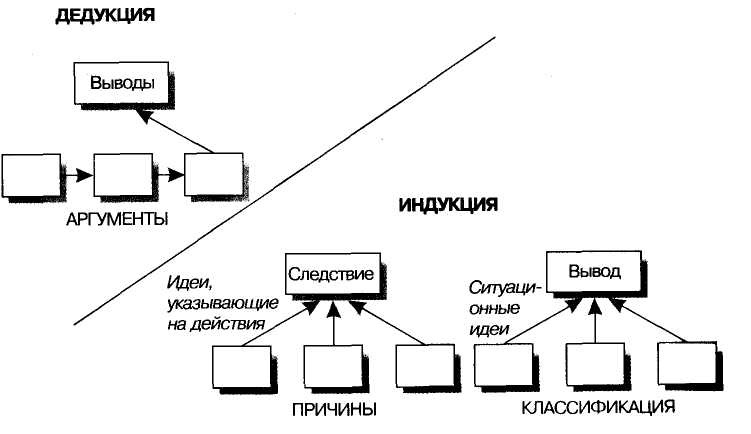 ДЕДУКЦИЯ
Выводы
АРГУМЕНТЫ
ИНДУКЦИЯ
Следствие
Идеи,
указывающие
на действия
ПРИЧИНЫ
Вывод
Ситуаци-
онные
идеи
КЛАССИФИКАЦИЯ